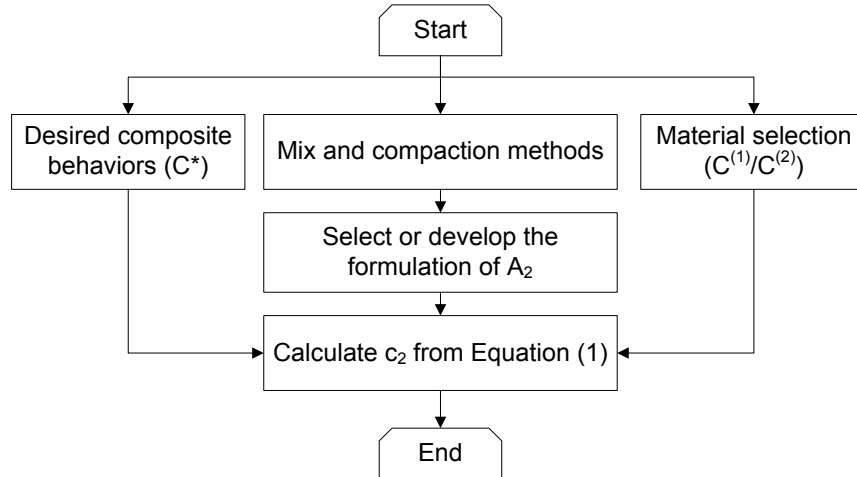 Start
Desired composite
behaviors (C*)
Mix and compaction methods
Material selection
(C⁽¹⁾/C⁽²⁾)
Select or develop the
formulation of A₂
Calculate c₂ from Equation (1)
End